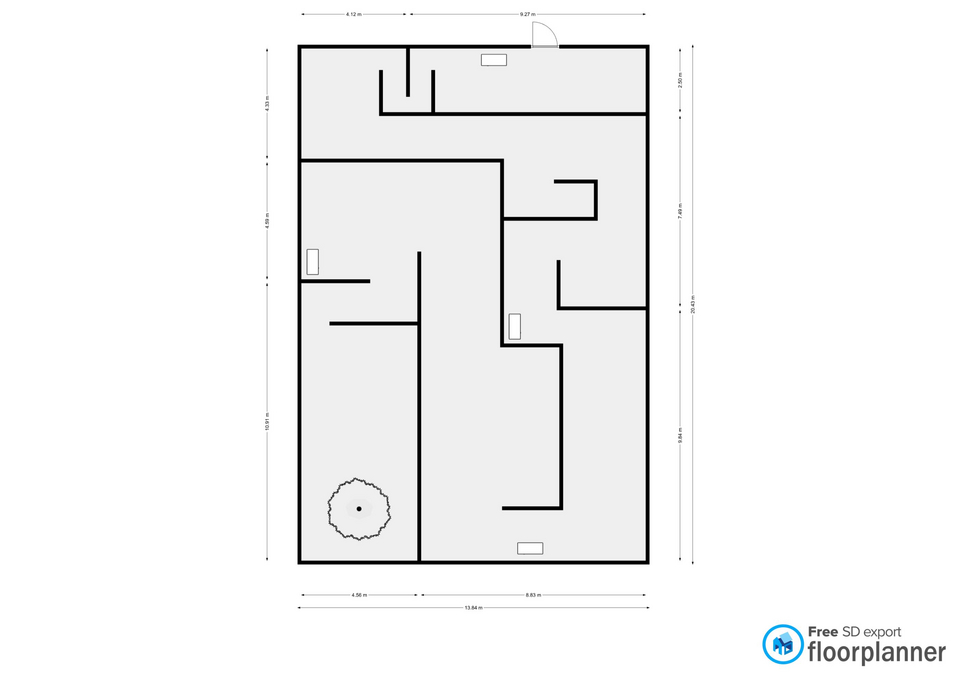 4.12 m
9.27 m
2.50 m
4.33 m
7.49 m
4.59 m
20.43 m
10.91 m
9.84 m
4.56 m
8.83 m
13.84 m
Free SD export
floorplanner